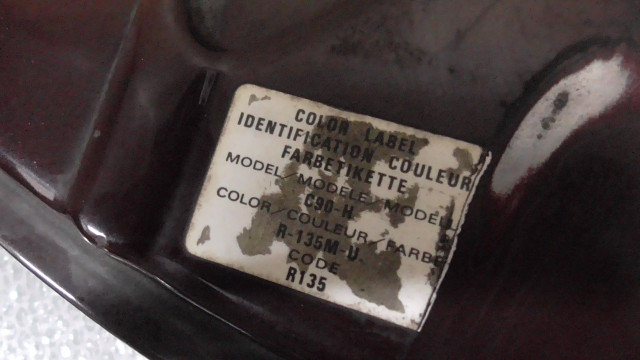 COLOR LABEL
IDENTIFICATION COULEUR
FARBETIKETTE
MODEL/MODELE/MODELL
C90-H
COLOR/COULEUR/FARBE
R-135M-U
CODE
R135